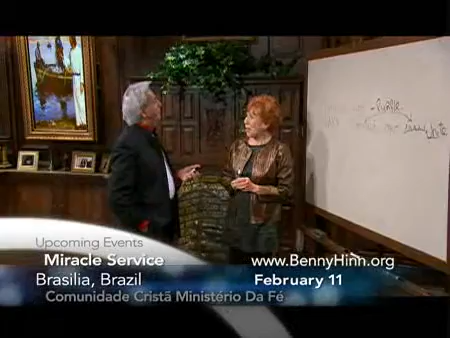 Upcoming Events
Miracle Service
www.BennyHinn.org
Brasilia, Brazil
February 11
Comunidade Cristã Ministério Da Fé